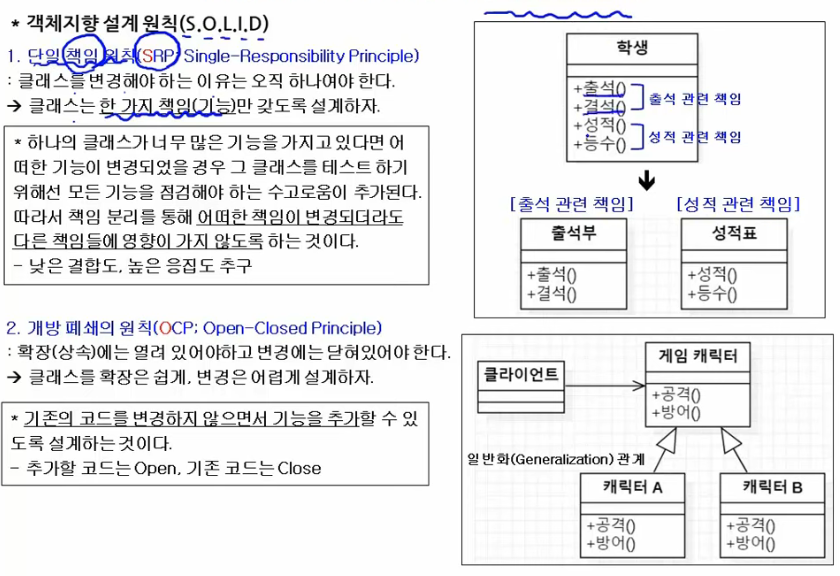 * 객체지향 설계 원칙(S.O.L.I.D)
1. 단일 책임 원칙(SRP; Single-Responsibility Principle)
: 클래스를 변경해야 하는 이유는 오직 하나여야 한다.
→ 클래스는 한 가지 책임(기능)만 갖도록 설계하자.
* 하나의 클래스가 너무 많은 기능을 가지고 있다면 어
떠한 기능이 변경되었을 경우 그 클래스를 테스트 하기
위해선 모든 기능을 점검해야 하는 수고로움이 추가된다.
따라서 책임 분리를 통해 어떠한 책임이 변경되더라도
다른 책임들에 영향이 가지 않도록 하는 것이다.
- 낮은 결합도, 높은 응집도 추구
학생
+출석()
+결석()
출석 관련 책임
+성적()
+등수()
성적 관련 책임
[출석 관련 책임] [성적 관련 책임]
출석부
+출석()
+결석()
성적표
+성적()
+등수()
2. 개방 폐쇄의 원칙(OCP; Open-Closed Principle)
: 확장(상속)에는 열려 있어야하고 변경에는 닫혀있어야 한다.
→ 클래스를 확장은 쉽게, 변경은 어렵게 설계하자.
* 기존의 코드를 변경하지 않으면서 기능을 추가할 수 있
도록 설계하는 것이다.
- 추가할 코드는 Open, 기존 코드는 Close
클라이언트
게임 캐릭터
+공격()
+방어()
일반화(Generalization) 관계
캐릭터 A
+공격()
+방어()
캐릭터 B
+공격()
+방어()